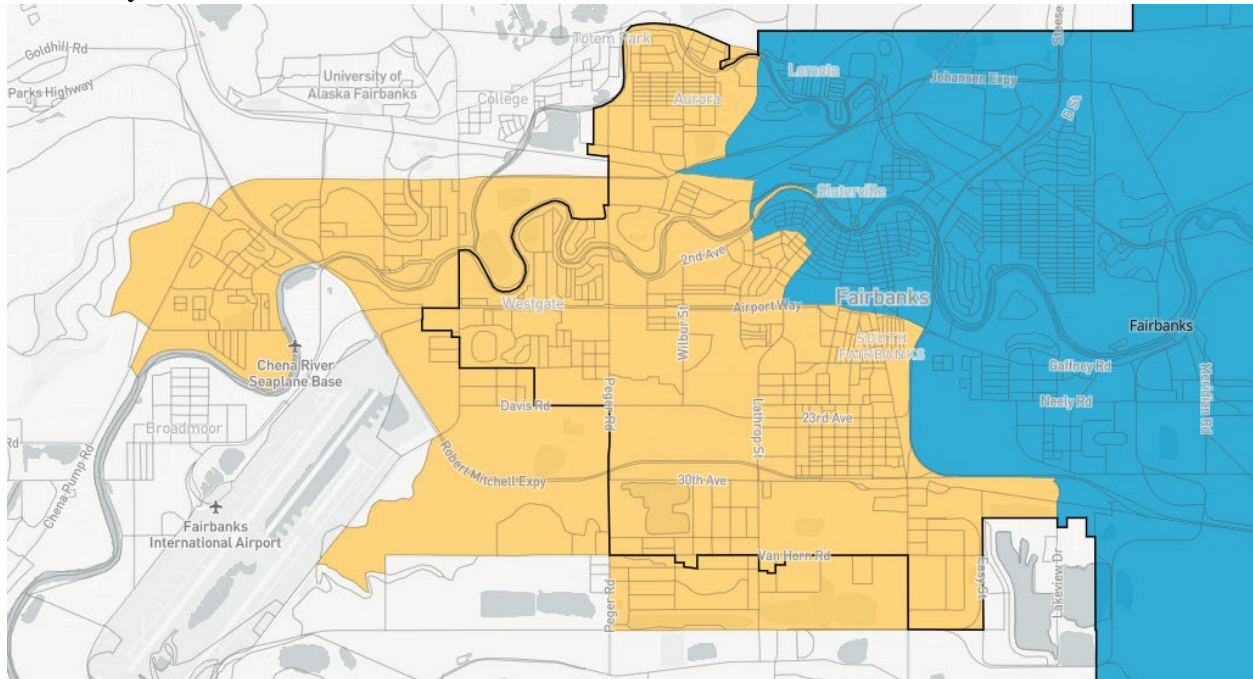 Goldhill Rd
Parks Highway
University of
Alaska Fairbanks
College
Totem Park
Aurora
Lemeta
Johansen Expy
Steese
D St
Slaterville
2nd Ave
Westgate
Wilbur St
Airport Way
Fairbanks
SOUTH
FAIRBANKS
Fairbanks
Gaffney Rd
Neely Rd
Meridian Rd
Chena River
Seaplane Base
Broadmoor
Davis Rd
Peger Rd
Lathrop St
23rd Ave
Rd
Chena Pump Rd
Robert Mitchell Expy
30th Ave
Fairbanks
International Airport
Van Horn Rd
Peger Rd
Easy St
Lakeview Dr